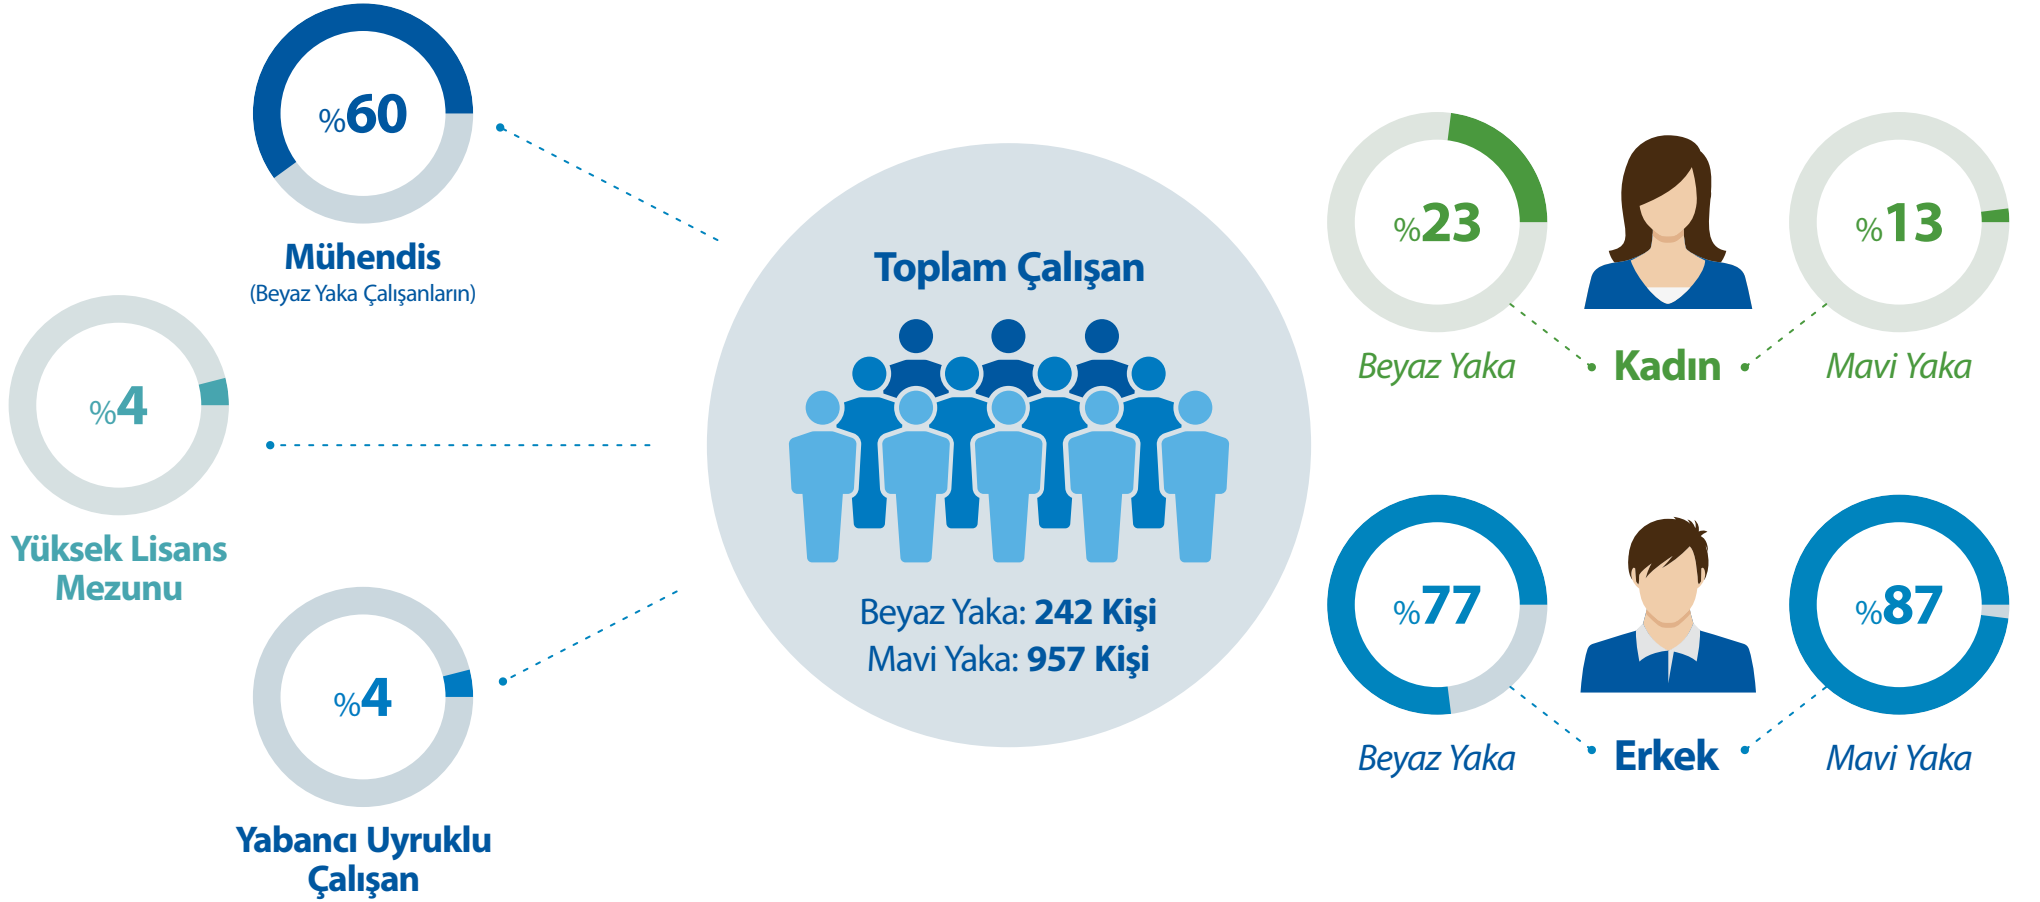 %60
Mühendis
(Beyaz Yaka Çalışanların)
%4
Yüksek Lisans
Mezunu
%4
Yabancı Uyruklu
Çalışan
Toplam Çalışan
Beyaz Yaka: 242 Kişi
Mavi Yaka: 957 Kişi
%23
%13
Beyaz Yaka
Kadın
Mavi Yaka
%77
%87
Beyaz Yaka
Erkek
Mavi Yaka